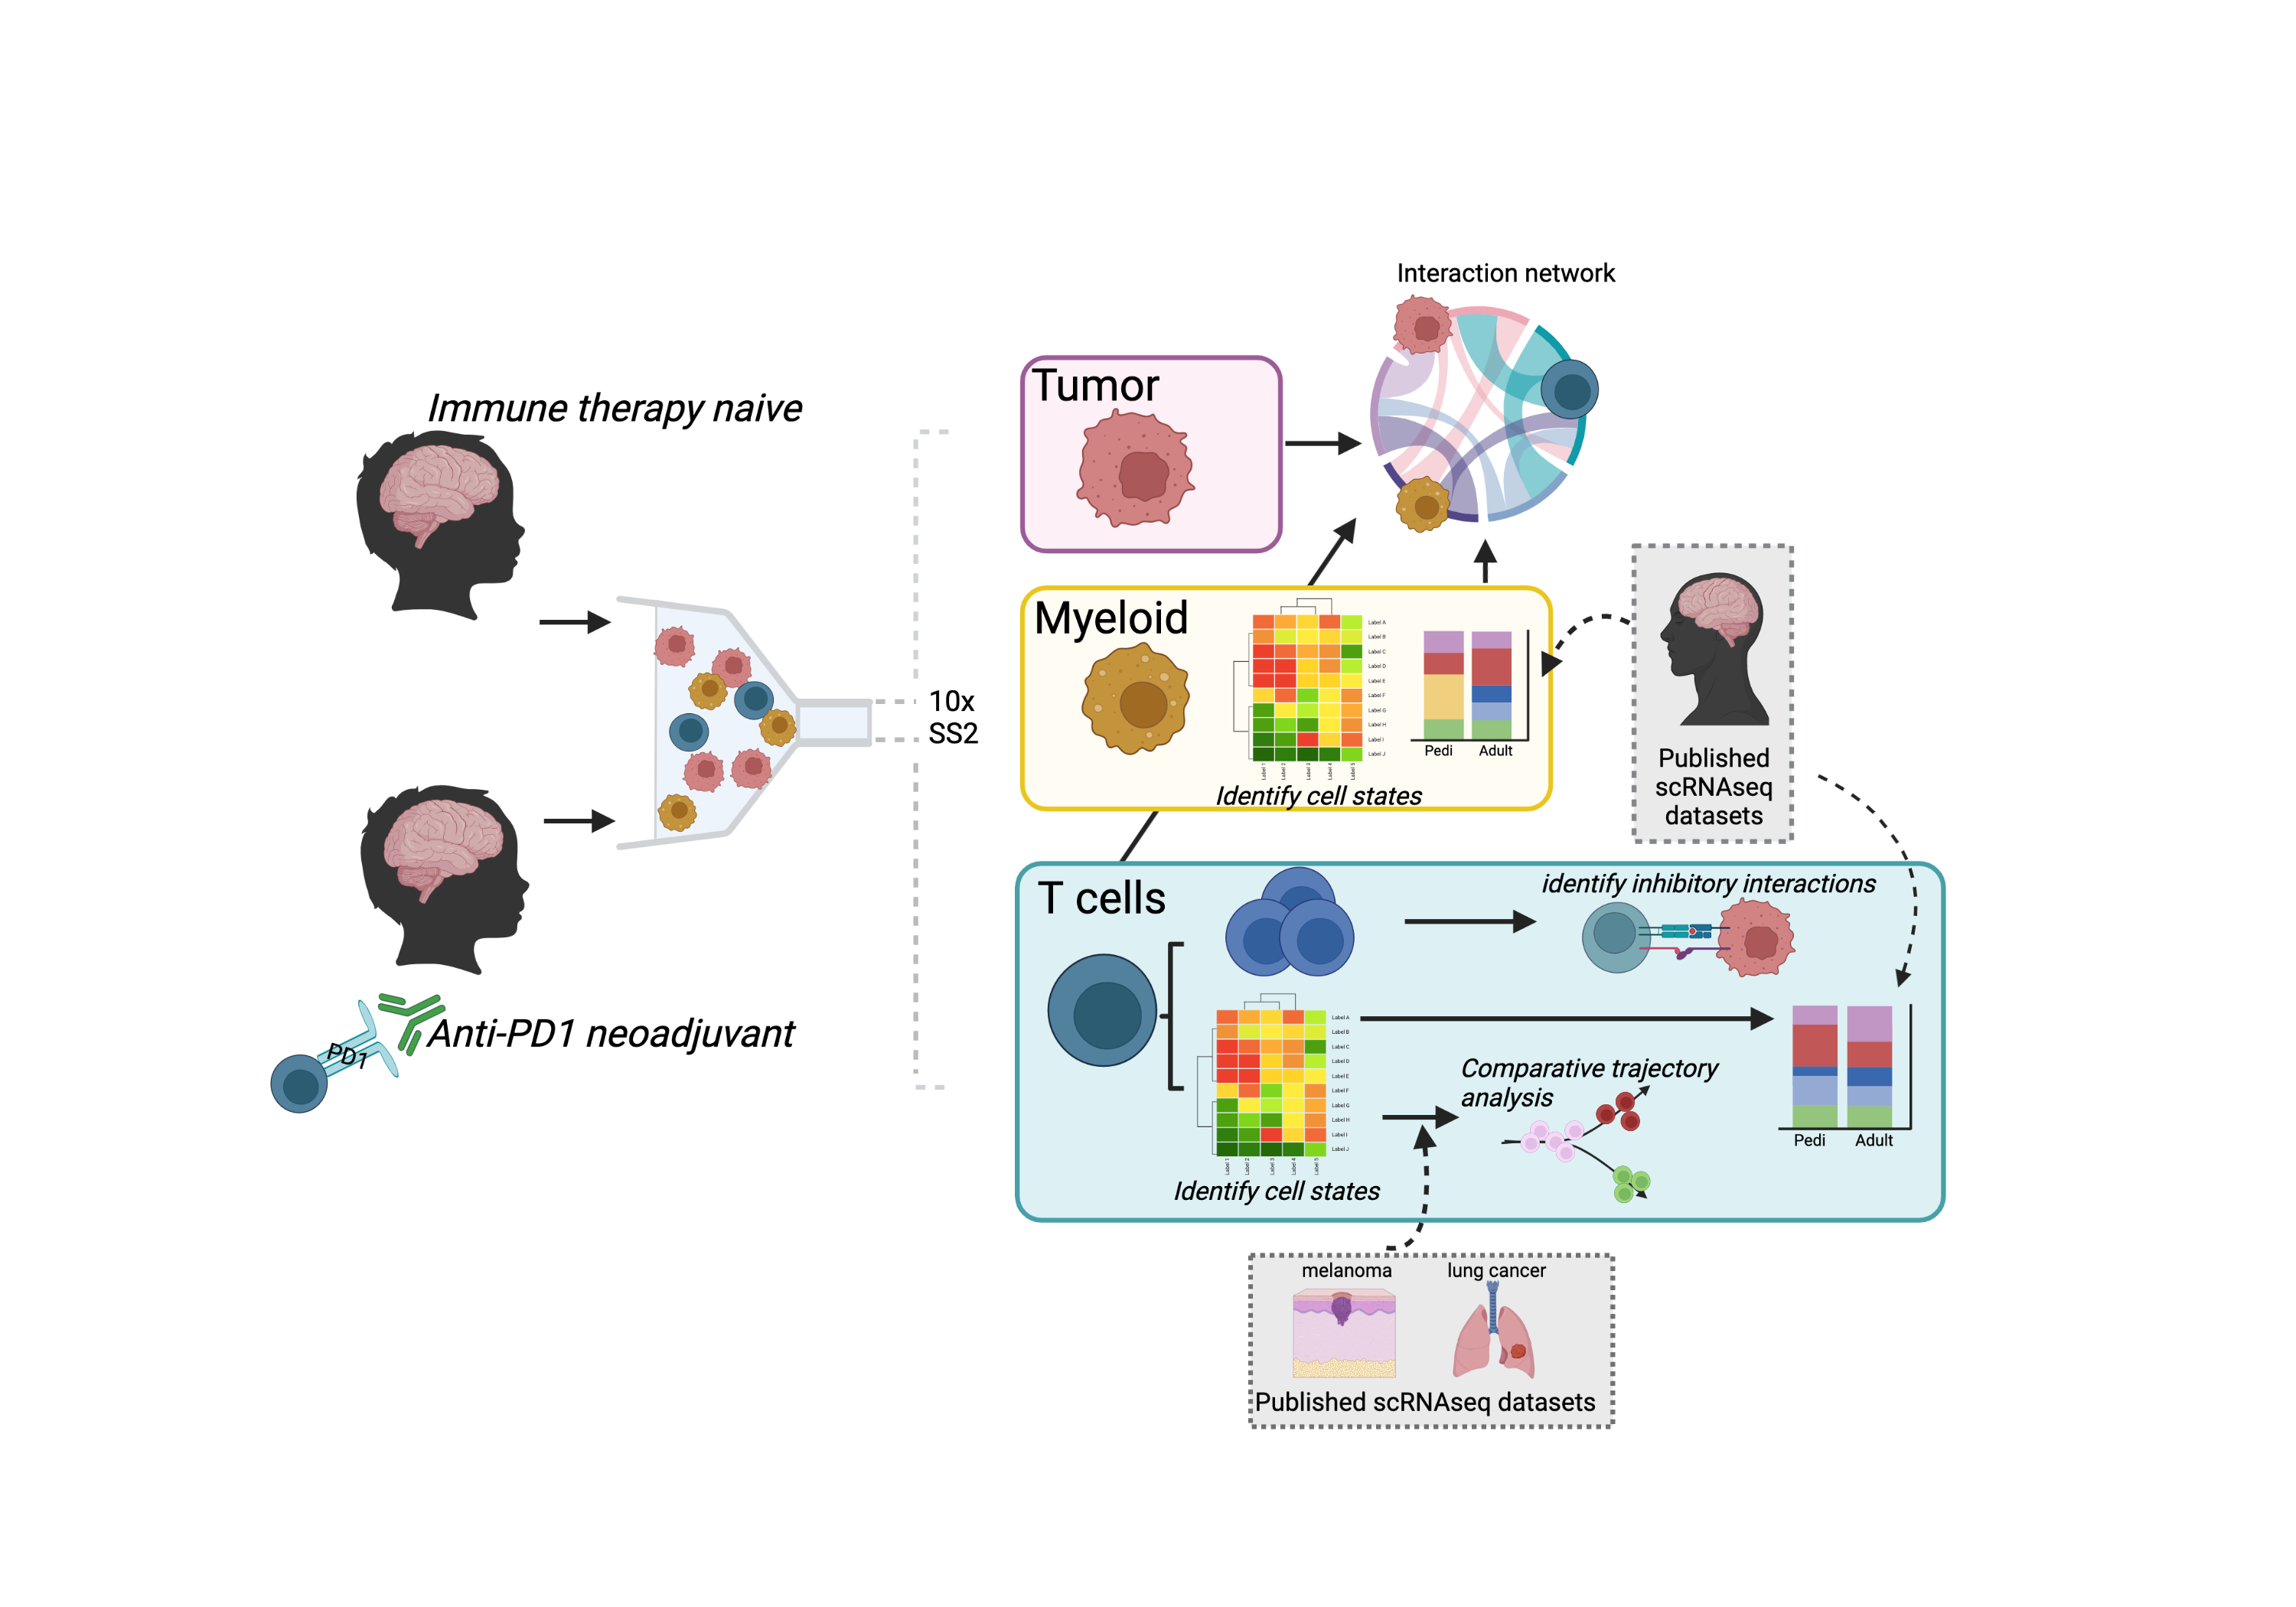 Immune therapy naive
Anti-PD1 neoadjuvant
PD1
10x
SS2
Interaction network
Tumor
Myeloid
Label A
Label B
Label C
Label D
Label E
Label F
Label G
Label H
Label I
Label J
Label 1
Label 2
Label 3
Label 4
Label 5
Identify cell states
Pedi
Adult
Published
scRNAseq
datasets
T cells
identify inhibitory interactions
Label A
Label B
Label C
Label D
Label E
Label F
Label G
Label H
Label I
Label J
Label 1
Label 2
Label 3
Label 4
Label 5
Identify cell states
Comparative trajectory
analysis
Pedi
Adult
melanoma
lung cancer
Published scRNAseq datasets